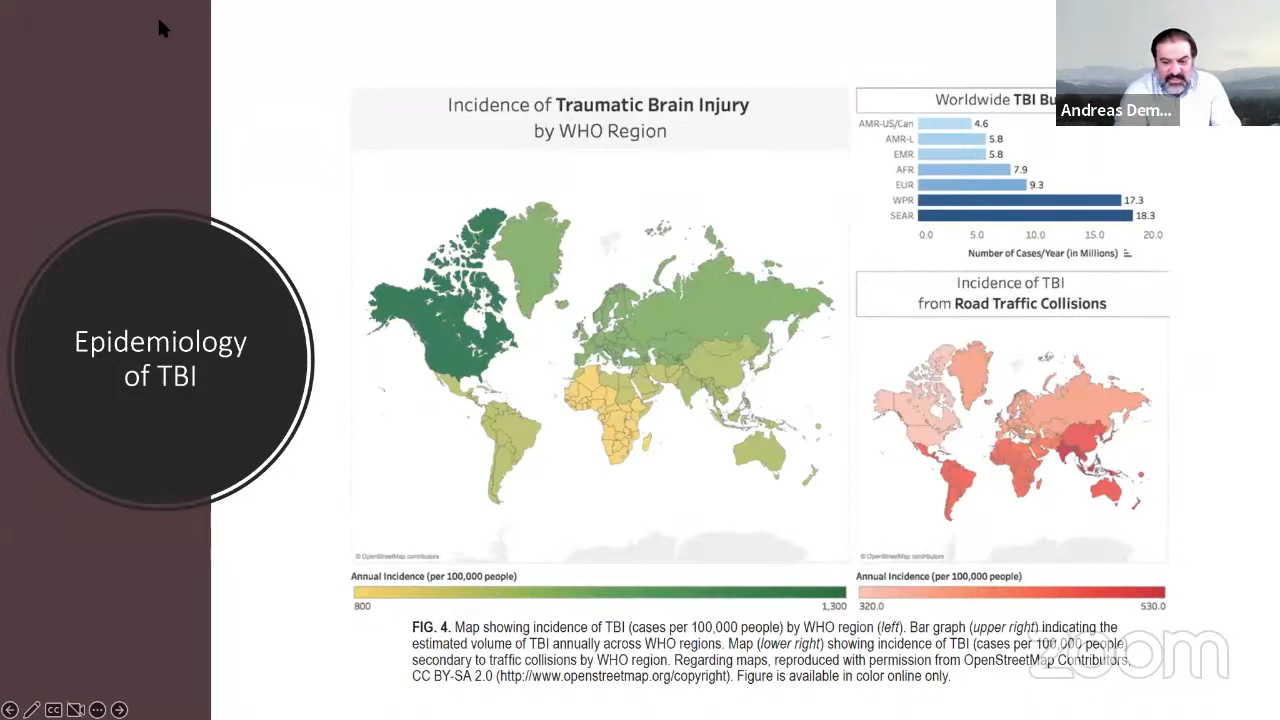 Epidemiology
of TBI
Incidence of Traumatic Brain Injury
by WHO Region
© OpenStreetMap contributors
Annual Incidence (per 100,000 people)
800
1,300
Worldwide TBI Bu
AMR-US/Can 4.6
AMR-L 5.8
EMR 5.8
AFR 7.9
EUR 9.3
WPR 17.3
SEAR 18.3
0.0 5.0 10.0 15.0 20.0
Number of Cases/Year (in Millions)
Andreas Dem...
Incidence of TBI
from Road Traffic Collisions
© OpenStreetMap contributors
Annual Incidence (per 100,000 people)
320.0
530.0
FIG. 4. Map showing incidence of TBI (cases per 100,000 people) by WHO region (left). Bar graph (upper right) indicating the
estimated volume of TBI annually across WHO regions. Map (lower right) showing incidence of TBI (cases per 100,000 people)
secondary to traffic collisions by WHO region. Regarding maps, reproduced with permission from OpenStreetMap Contributors,
CC BY-SA 2.0 (http://www.openstreetmap.org/copyright). Figure is available in color online only.
zoom
CC